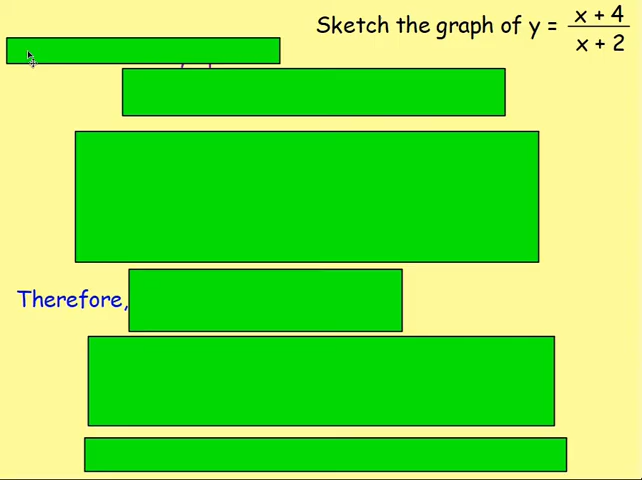 Sketch the graph of y = x + 4 / x + 2
Therefore,